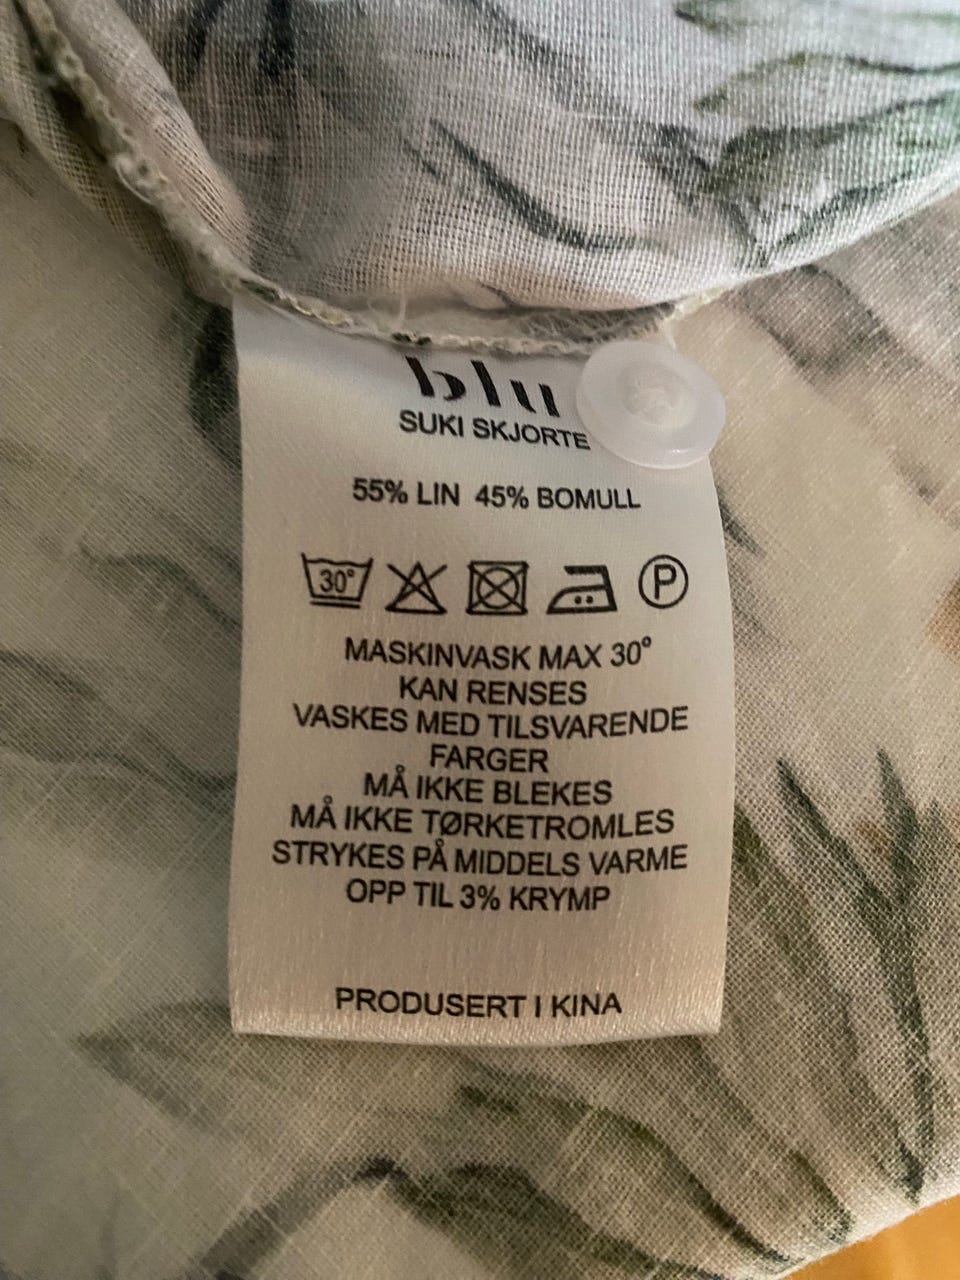 blu
SUKI SKJORTE
55% LIN 45% BOMULL
30° P
MASKINVASK MAX 30°
KAN RENSES
VASKES MED TILSVARENDE
FARGER
MÅ IKKE BLEKES
MÅ IKKE TØRKETROMLES
STRYKES PÅ MIDDELS VARME
OPP TIL 3% KRYMP
PRODUSERT I KINA